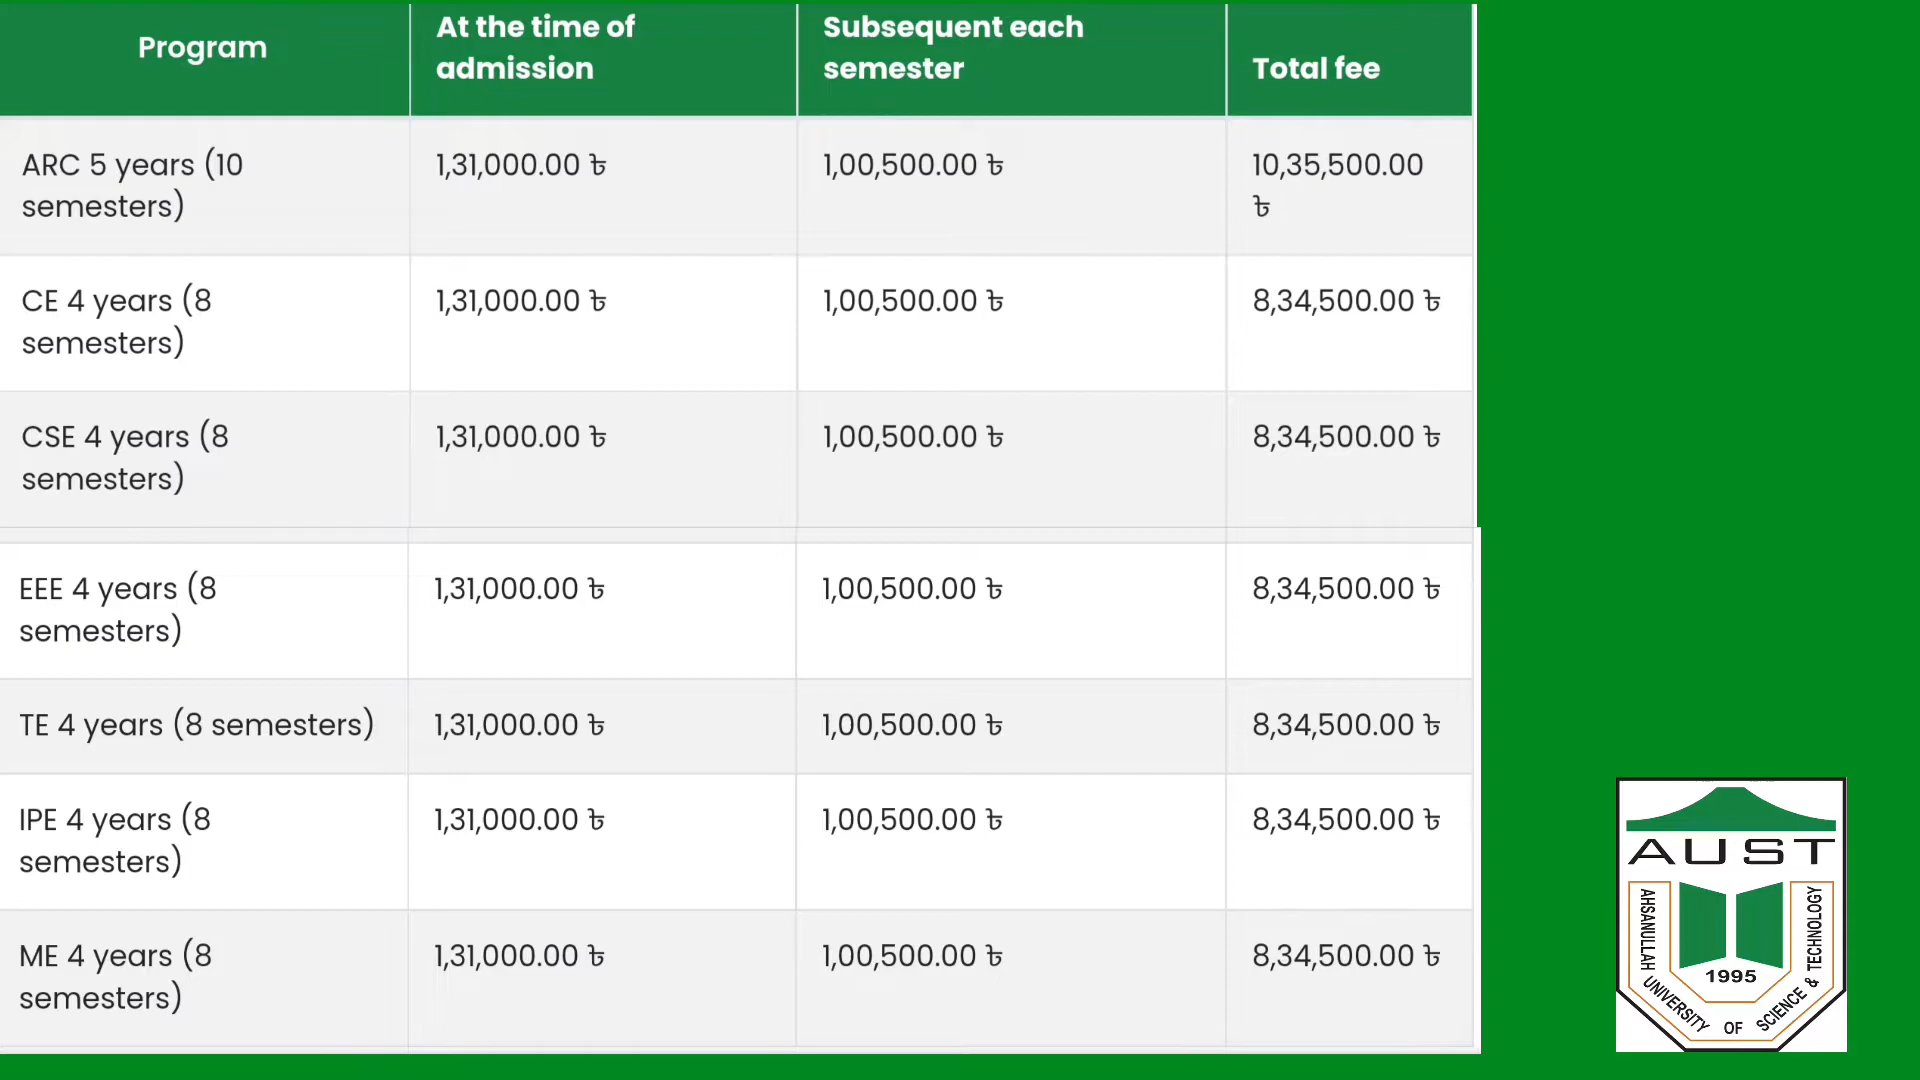 Program
At the time of
admission
Subsequent each
semester
Total fee
ARC 5 years (10
semesters)
1,31,000.00 ৳
1,00,500.00 ৳
10,35,500.00
৳
CE 4 years (8
semesters)
1,31,000.00 ৳
1,00,500.00 ৳
8,34,500.00 ৳
CSE 4 years (8
semesters)
1,31,000.00 ৳
1,00,500.00 ৳
8,34,500.00 ৳
EEE 4 years (8
semesters)
1,31,000.00 ৳
1,00,500.00 ৳
8,34,500.00 ৳
TE 4 years (8 semesters)
1,31,000.00 ৳
1,00,500.00 ৳
8,34,500.00 ৳
IPE 4 years (8
semesters)
1,31,000.00 ৳
1,00,500.00 ৳
8,34,500.00 ৳
ME 4 years (8
semesters)
1,31,000.00 ৳
1,00,500.00 ৳
8,34,500.00 ৳
AUST
AHSANULLAH UNIVERSITY OF SCIENCE & TECHNOLOGY
1995